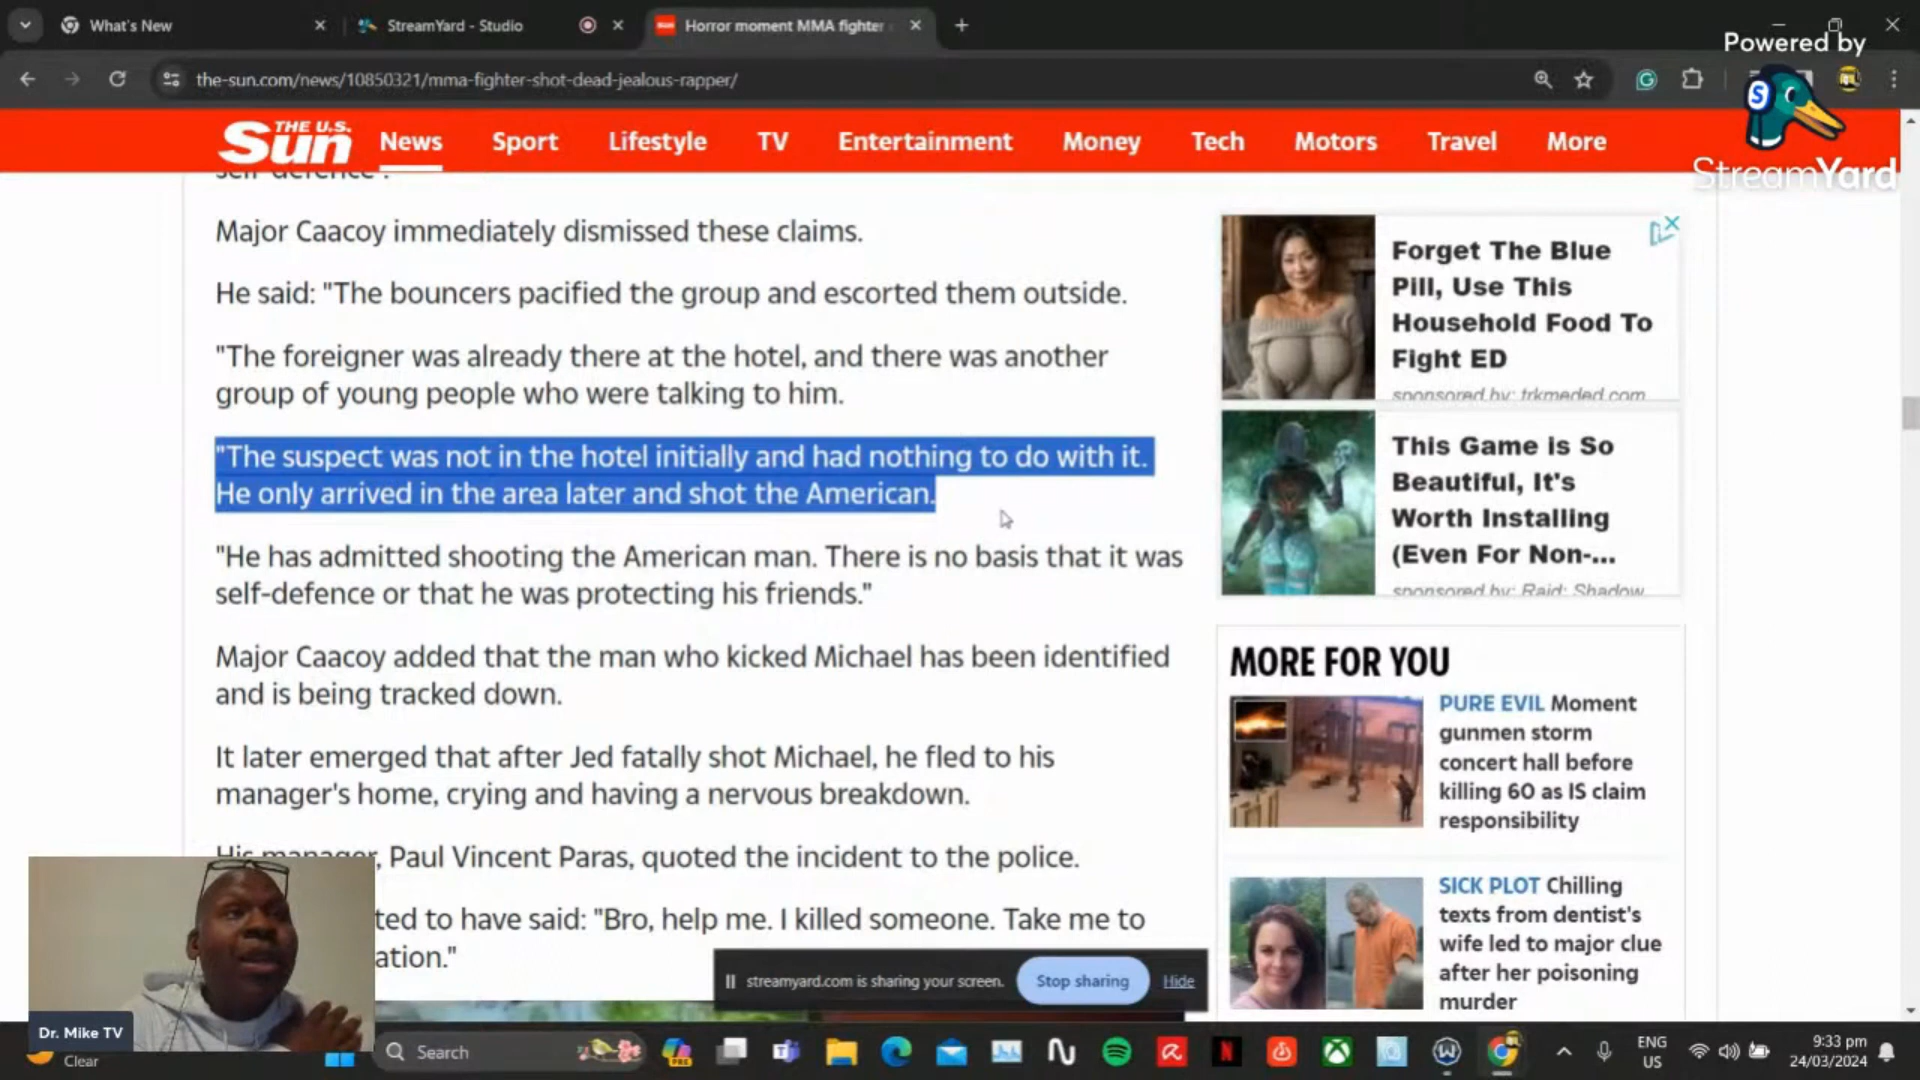 What's New
StreamYard - Studio
Horror moment MMA fighter
Powered by
the-sun.com/news/10850321/mma-fighter-shot-dead-jealous-rapper/
StreamYard
THE U.S.
Sun
News
Sport
Lifestyle
TV
Entertainment
Money
Tech
Motors
Travel
More
self-defence".
Major Caacoy immediately dismissed these claims.
He said: "The bouncers pacified the group and escorted them outside.
"The foreigner was already there at the hotel, and there was another
group of young people who were talking to him.
"The suspect was not in the hotel initially and had nothing to do with it.
He only arrived in the area later and shot the American.
"He has admitted shooting the American man. There is no basis that it was
self-defence or that he was protecting his friends."
Major Caacoy added that the man who kicked Michael has been identified
and is being tracked down.
It later emerged that after Jed fatally shot Michael, he fled to his
manager's home, crying and having a nervous breakdown.
His manager, Paul Vincent Paras, quoted the incident to the police.
ted to have said: "Bro, help me. I killed someone. Take me to
ation."
Forget The Blue
Pill, Use This
Household Food To
Fight ED
sponsored by: trkmeded.com
This Game is So
Beautiful, It's
Worth Installing
(Even For Non-...
sponsored by: Raid: Shadow
MORE FOR YOU
PURE EVIL Moment
gunmen storm
concert hall before
killing 60 as IS claim
responsibility
SICK PLOT Chilling
texts from dentist's
wife led to major clue
after her poisoning
murder
streamyard.com is sharing your screen.
Stop sharing
Hide
Dr. Mike TV
Clear
Search
PRE
ENG
US
9:33 pm
24/03/2024